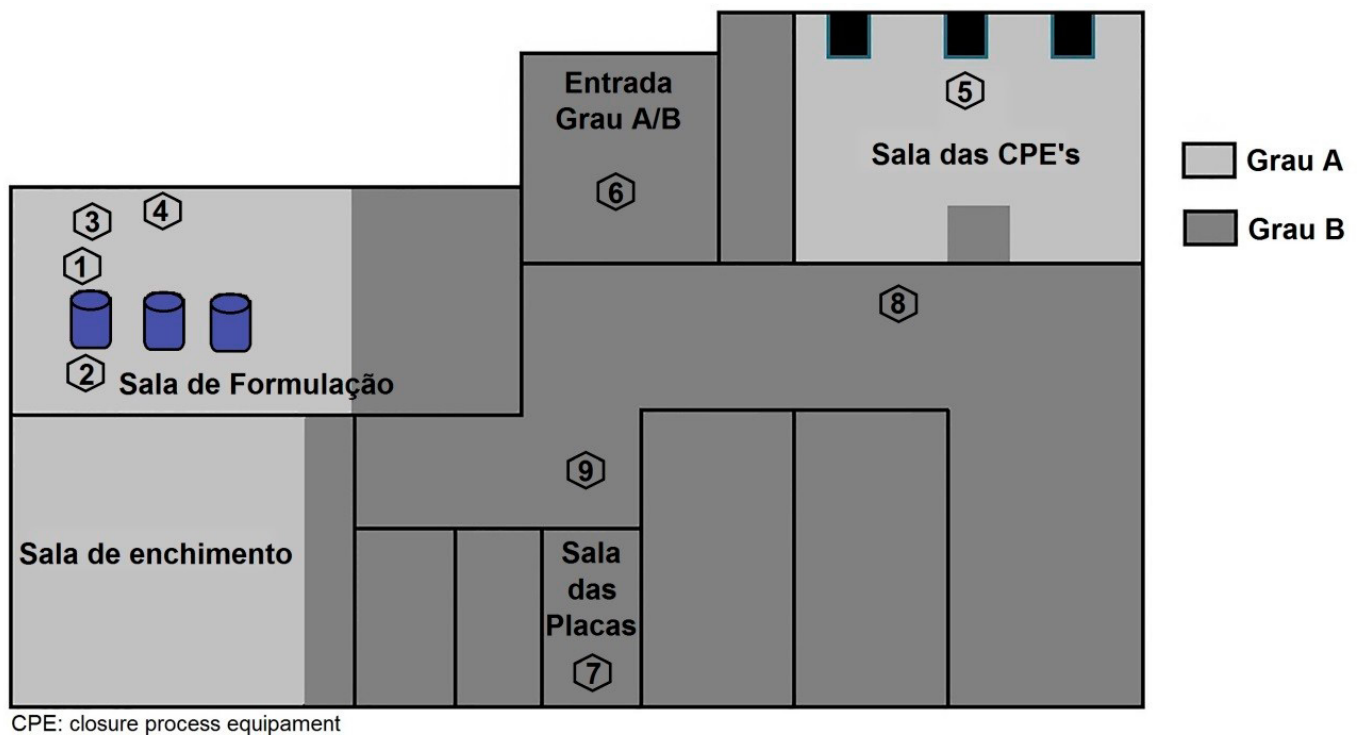 Entrada
Grau A/B
5
Sala das CPE's
Grau A
6
Grau B
3
4
1
8
2
Sala de Formulação
9
Sala de enchimento
Sala
das
Placas
7
CPE: closure process equipament